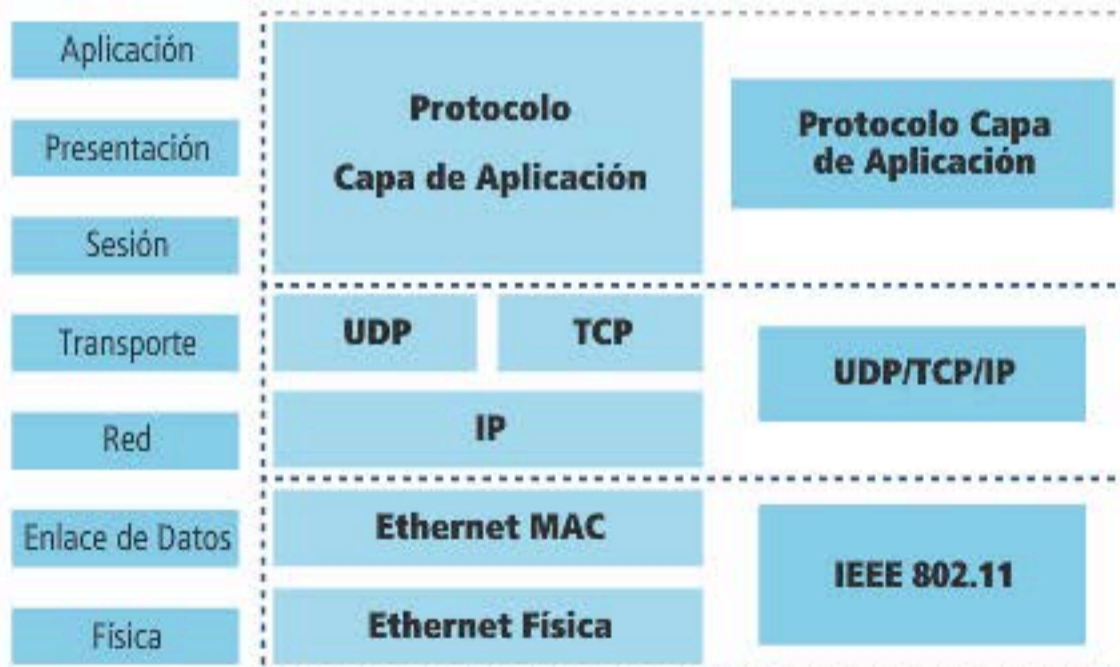 Aplicación
Presentación
Sesión
Transporte
Red
Enlace de Datos
Física
Protocolo
Capa de Aplicación
UDP
TCP
IP
Ethernet MAC
Ethernet Física
Protocolo Capa
de Aplicación
UDP/TCP/IP
IEEE 802.11